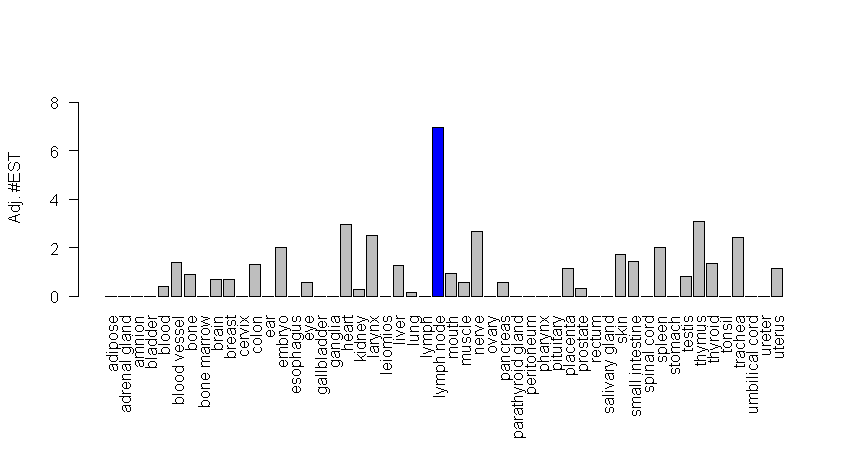 8
6
4
2
0
Adj. #EST
adipose
adrenal gland
amnion
bladder
blood
blood vessel
bone
bone marrow
brain
breast
cervix
colon
ear
embryo
esophagus
eye
gallbladder
ganglia
heart
kidney
larynx
leiomios
liver
lung
lymph
lymph node
mouth
muscle
nerve
ovary
pancreas
parathyroid gland
peritoneum
pharynx
pituitary
placenta
prostate
rectum
salivary gland
skin
small intestine
spinal cord
spleen
stomach
testis
thymus
thyroid
tonsil
trachea
umbilical cord
ureter
uterus